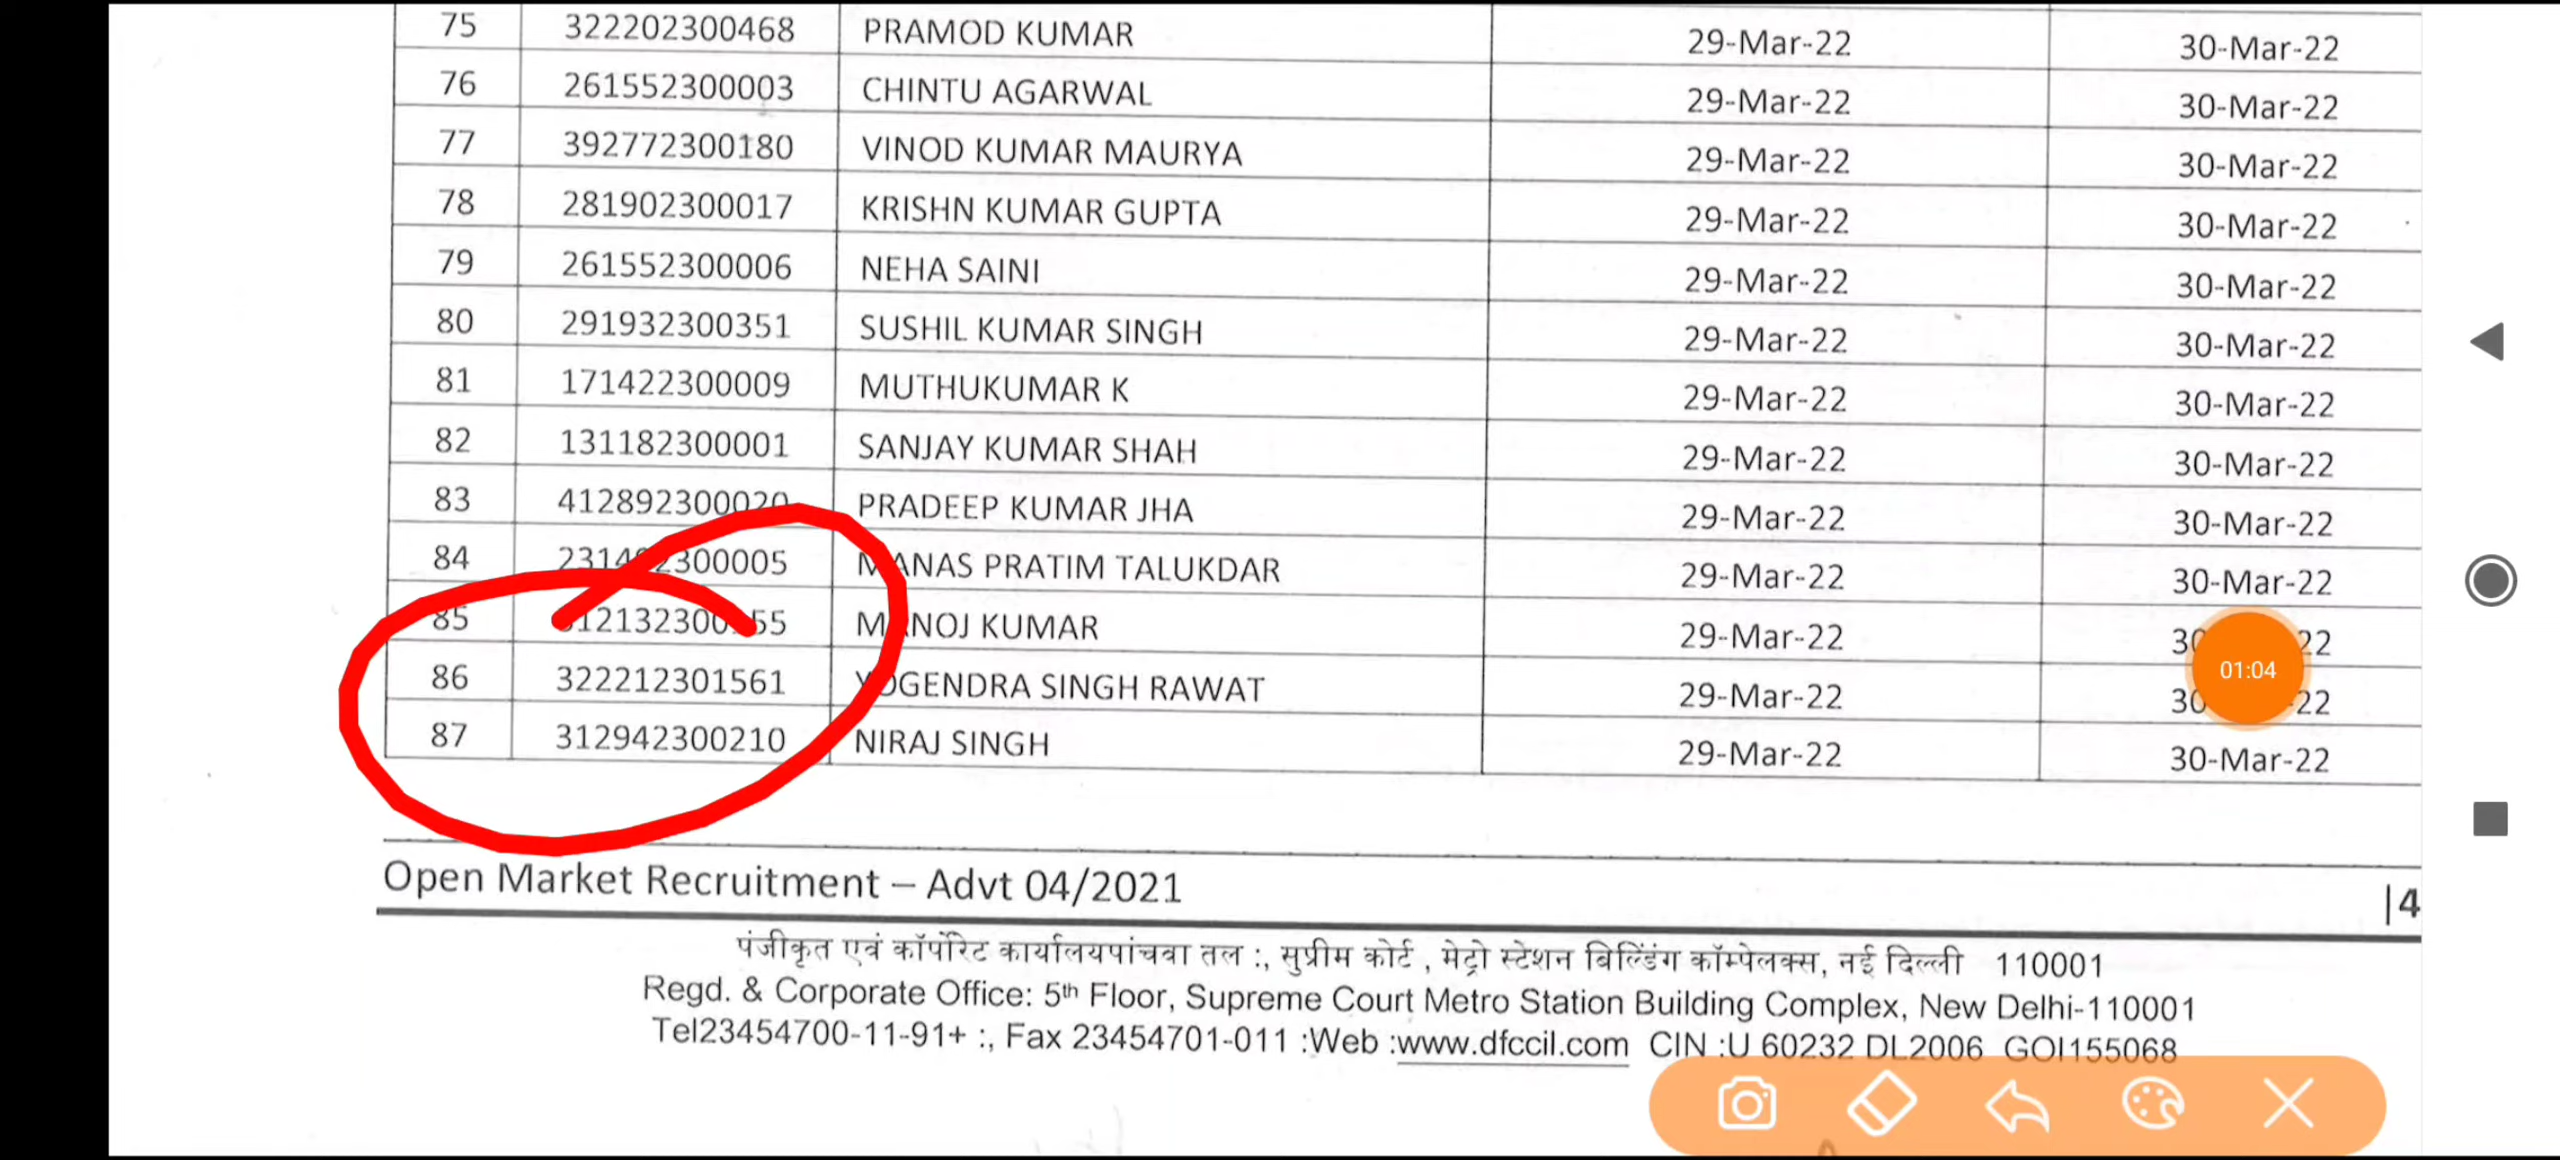 75 322202300468 PRAMOD KUMAR 29-Mar-22 30-Mar-22
76 261552300003 CHINTU AGARWAL 29-Mar-22 30-Mar-22
77 392772300180 VINOD KUMAR MAURYA 29-Mar-22 30-Mar-22
78 281902300017 KRISHN KUMAR GUPTA 29-Mar-22 30-Mar-22
79 261552300006 NEHA SAINI 29-Mar-22 30-Mar-22
80 291932300351 SUSHIL KUMAR SINGH 29-Mar-22 30-Mar-22
81 171422300009 MUTHUKUMAR K 29-Mar-22 30-Mar-22
82 131182300001 SANJAY KUMAR SHAH 29-Mar-22 30-Mar-22
83 412892300020 PRADEEP KUMAR JHA 29-Mar-22 30-Mar-22
84 MANAS PRATIM TALUKDAR 29-Mar-22 30-Mar-22
85 MANOJ KUMAR 29-Mar-22
86 322212301561 YOGENDRA SINGH RAWAT 29-Mar-22
87 312942300210 NIRAJ SINGH 29-Mar-22 30-Mar-22
01:04
Open Market Recruitment – Advt 04/2021 |4
पंजीकृत एवं कॉर्पोरेट कार्यालयपांचवा तल :, सुप्रीम कोर्ट , मेट्रो स्टेशन बिल्डिंग कॉम्पेलक्स, नई दिल्ली 110001
Regd. & Corporate Office: 5th Floor, Supreme Court Metro Station Building Complex, New Delhi-110001
Tel23454700-11-91+ :, Fax 23454701-011 :Web :www.dfccil.com CIN :U 60232 DL2006 GOI155068